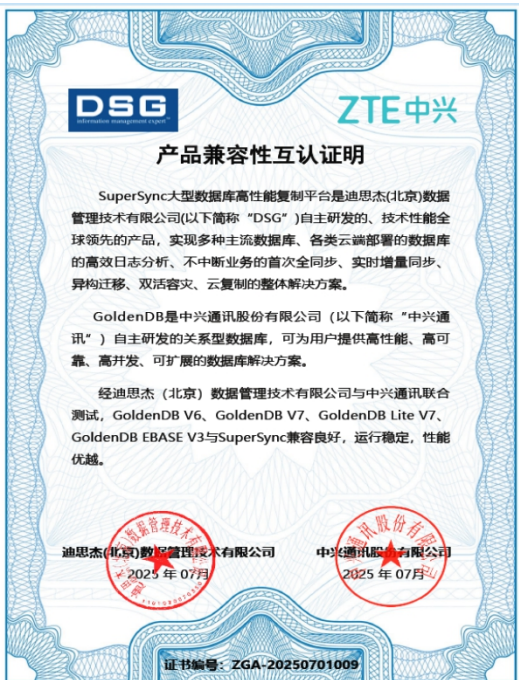 DSG
information management expert
ZTE中兴
产品兼容性互认证明
SuperSync大型数据库高性能复制平台是迪思杰(北京)数据
管理技术有限公司(以下简称“DSG”)自主研发的、技术性能全
球领先的产品，实现多种主流数据库、各类云端部署的数据库
的高效日志分析、不中断业务的首次全同步、实时增量同步、
异构迁移、双活容灾、云复制的整体解决方案。
GoldenDB是中兴通讯股份有限公司（以下简称“中兴通
讯”）自主研发的关系型数据库，可为用户提供高性能、高可
靠、高并发、可扩展的数据库解决方案。
经迪思杰（北京）数据管理技术有限公司与中兴通讯联合
测试，GoldenDB V6、GoldenDB V7、GoldenDB Lite V7、
GoldenDB EBASE V3与SuperSync兼容良好，运行稳定，性能
优越。
迪思杰(北京)数据管理技术有限公司
中兴通讯股份有限公司
2025 年 07月
2025 年 07月
证书编号：ZGA-20250701009